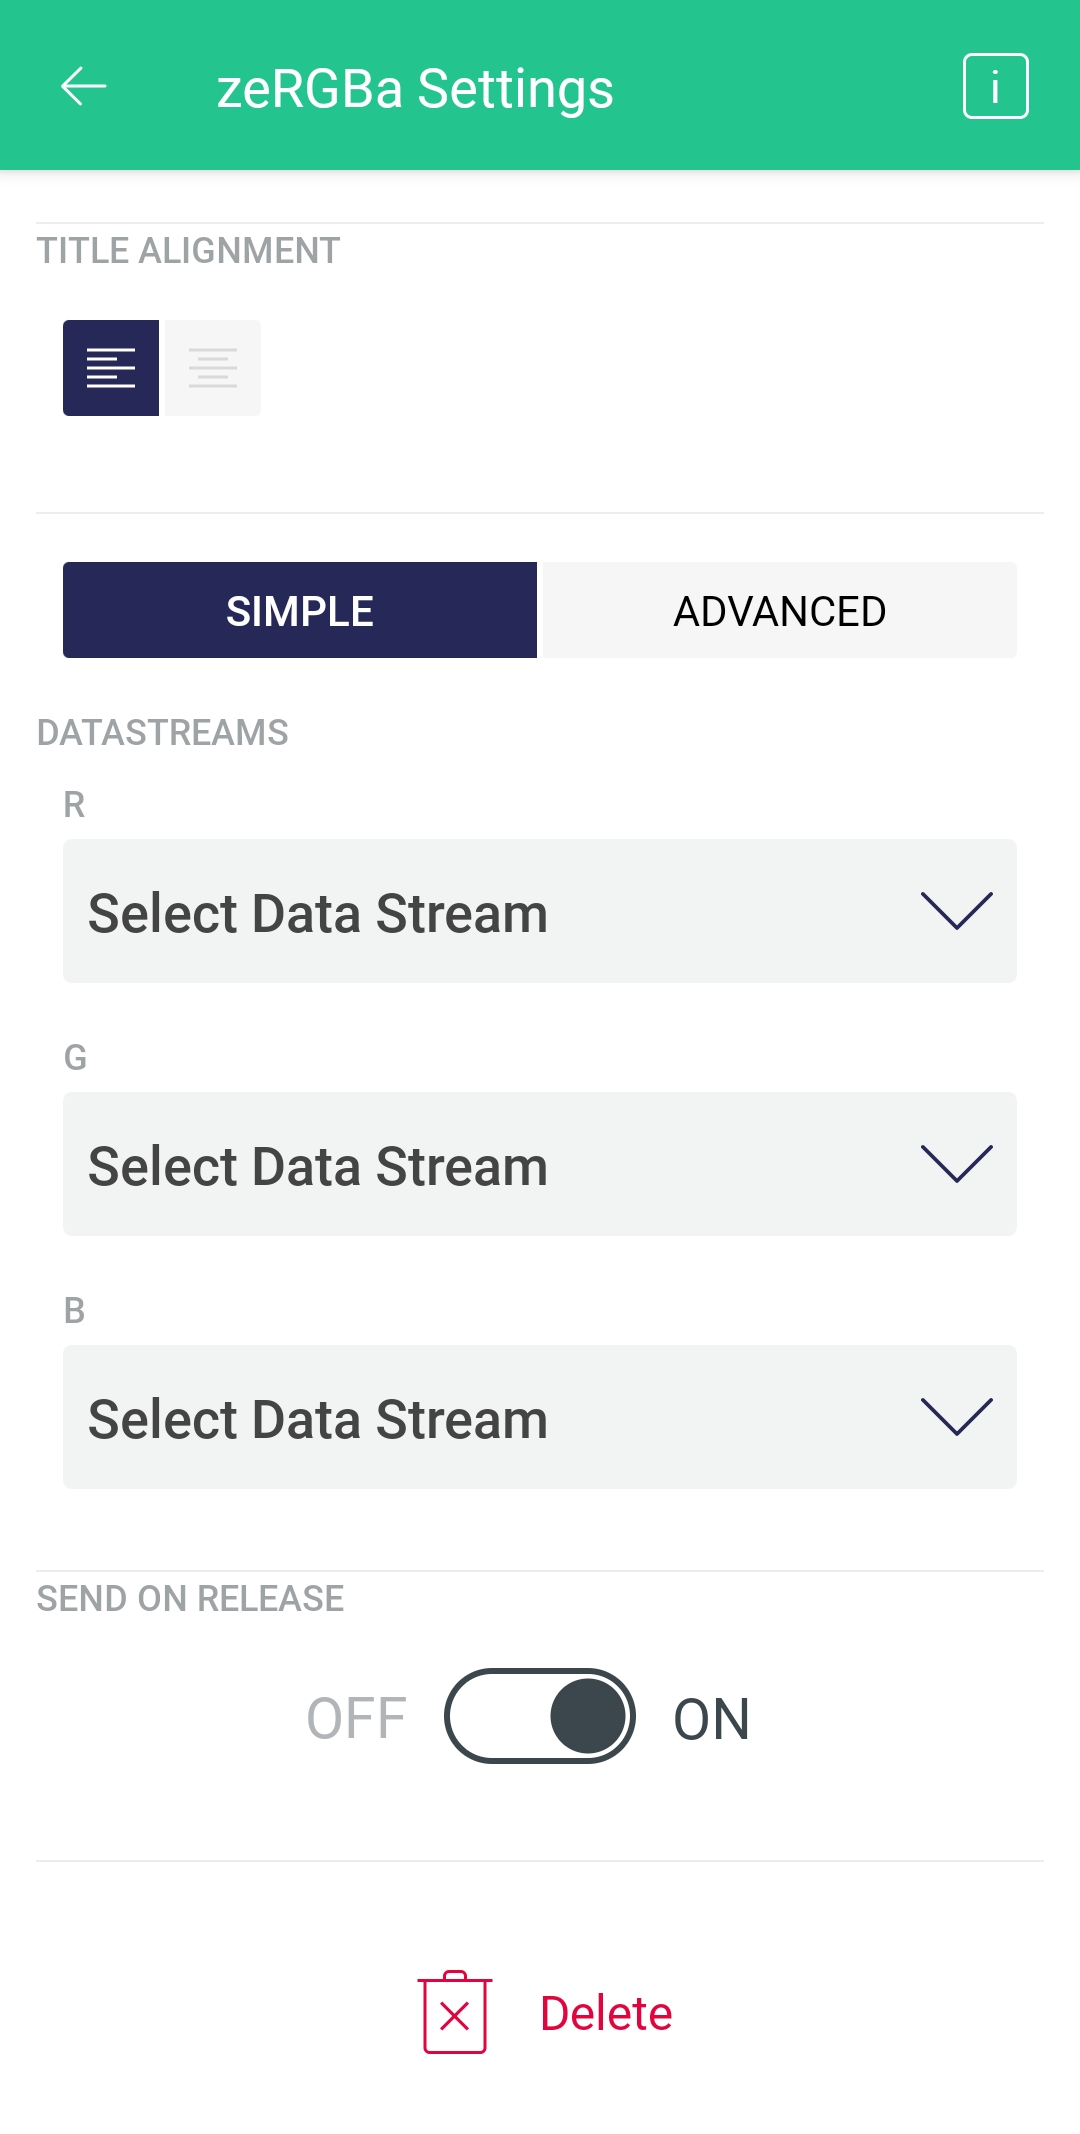 zeRGBa Settings
i
TITLE ALIGNMENT
SIMPLE
ADVANCED
DATASTREAMS
R
Select Data Stream
G
Select Data Stream
B
Select Data Stream
SEND ON RELEASE
OFF
ON
Delete